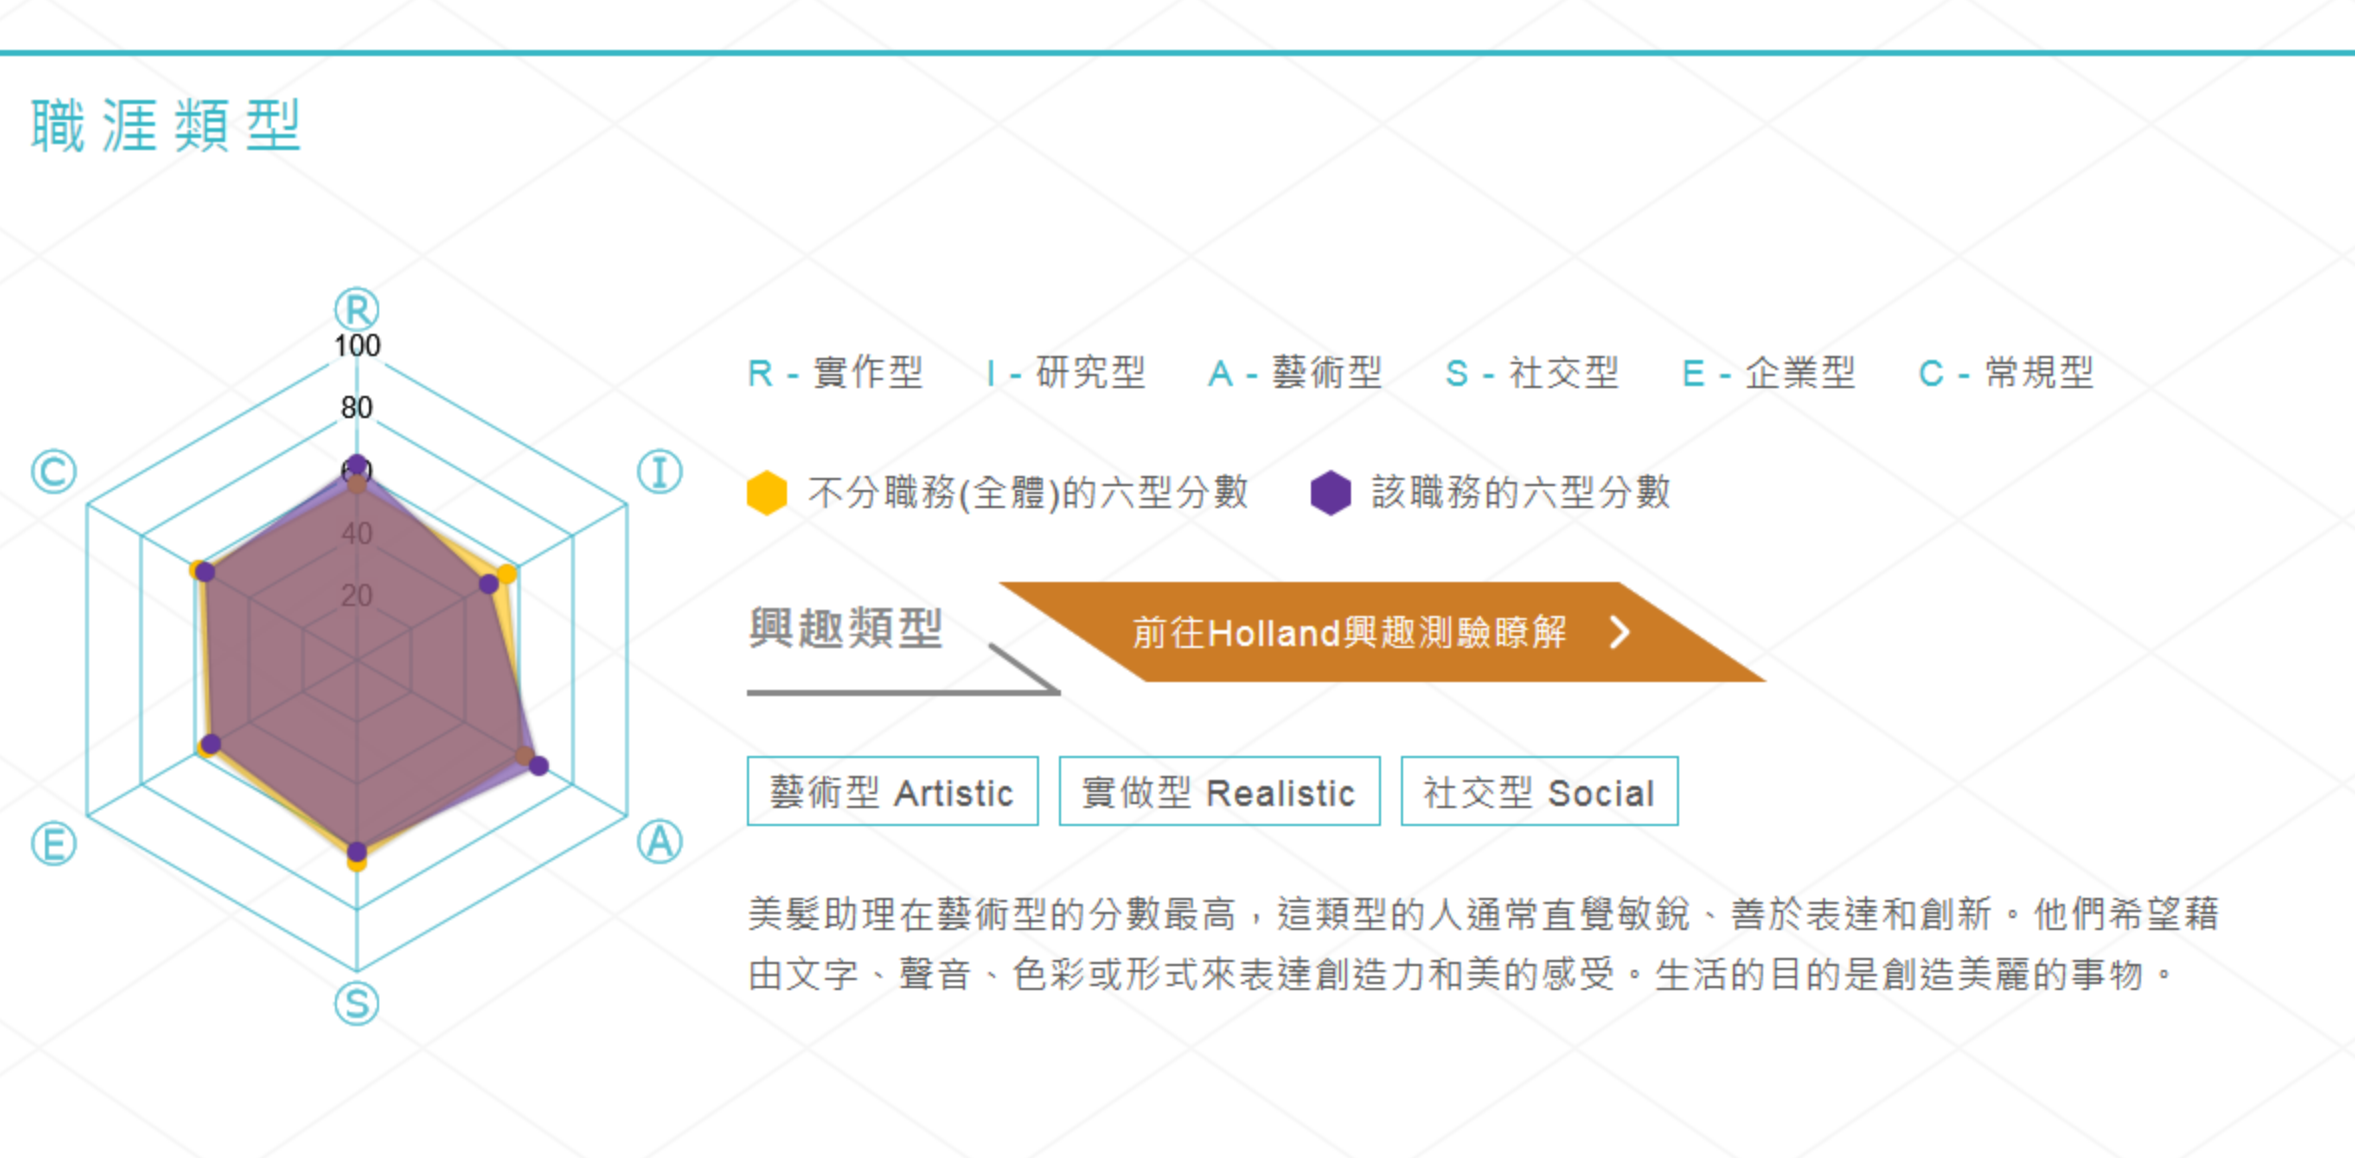 職涯類型
R
100
80
60
40
20
C
I
E
A
S
R - 實作型 I - 研究型 A - 藝術型 S - 社交型 E - 企業型 C - 常規型
不分職務(全體)的六型分數 該職務的六型分數
興趣類型 前往Holland興趣測驗瞭解
藝術型 Artistic 實做型 Realistic 社交型 Social
美髮助理在藝術型的分數最高，這類型的人通常直覺敏銳、善於表達和創新。他們希望藉
由文字、聲音、色彩或形式來表達創造力和美的感受。生活的目的是創造美麗的事物。